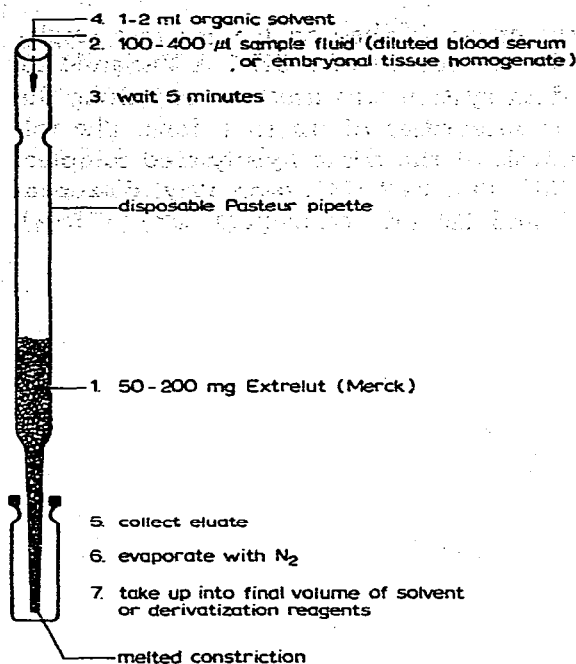 4. 1-2 ml organic solvent
2. 100-400 µl sample fluid (diluted blood serum
or embryonal tissue homogenate)
3. wait 5 minutes
disposable Pasteur pipette
1. 50-200 mg Extrelut (Merck)
5. collect eluate
6. evaporate with N₂
7. take up into final volume of solvent
or derivatization reagents
melted constriction